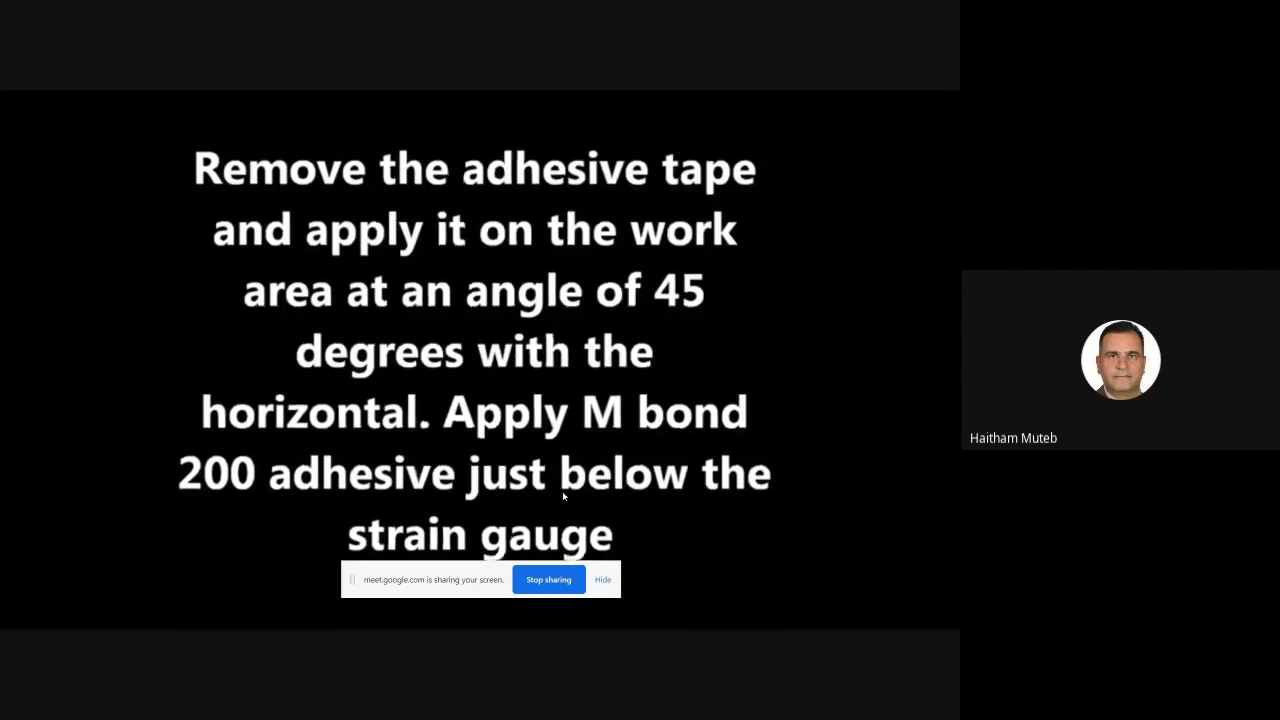 Remove the adhesive tape
and apply it on the work
area at an angle of 45
degrees with the
horizontal. Apply M bond
200 adhesive just below the
strain gauge
meet.google.com is sharing your screen. Stop sharing Hide
Haitham Muteb